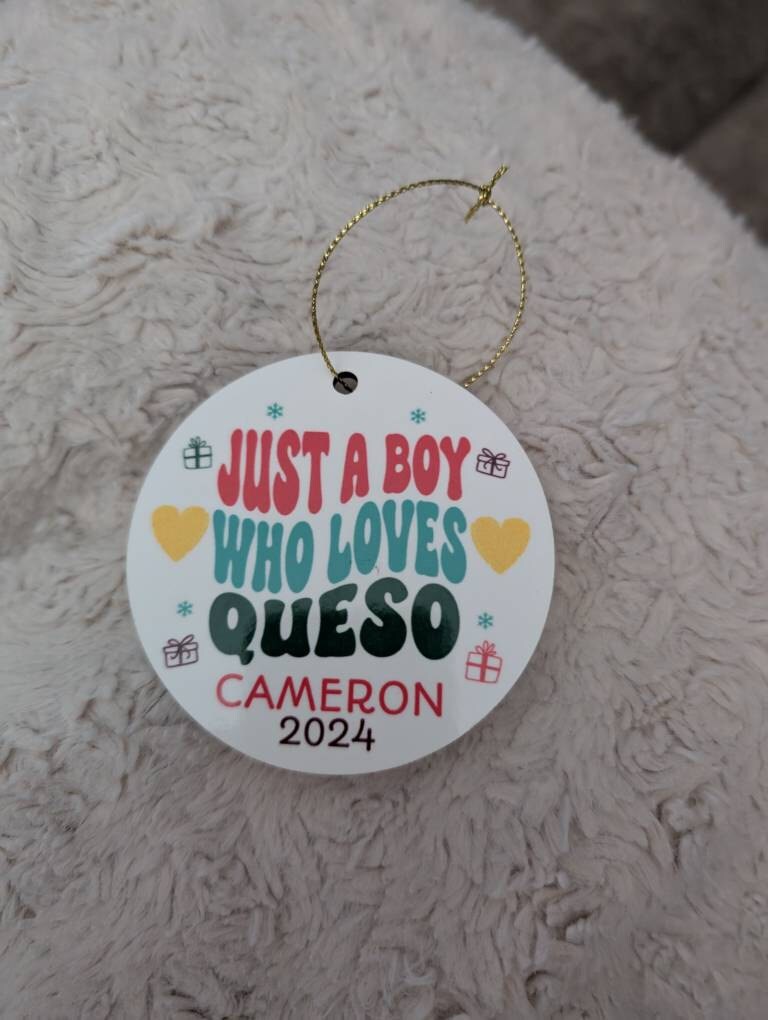 JUST A BOY
WHO LOVES
QUESO
CAMERON
2024